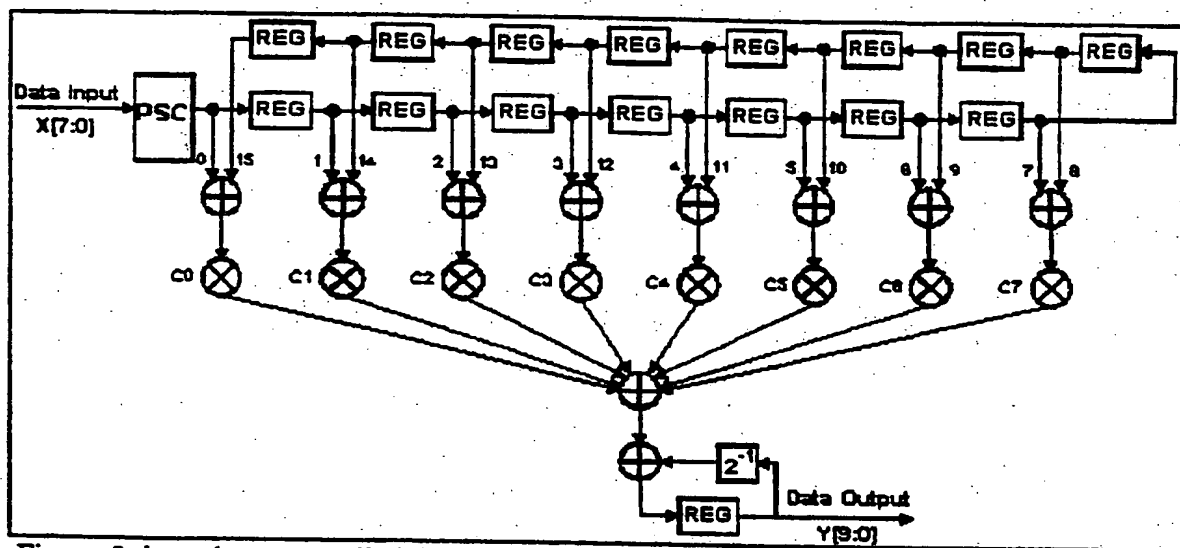 REG REG REG REG REG REG REG REG
Data Input
X[7:0]
PSC
REG REG REG REG REG REG REG
0 15 1 14 2 13 3 12 4 11 5 10 6 9 7 8
C0 C1 C2 C3 C4 C5 C6 C7
2⁻¹
REG
Data Output
Y[9:0]